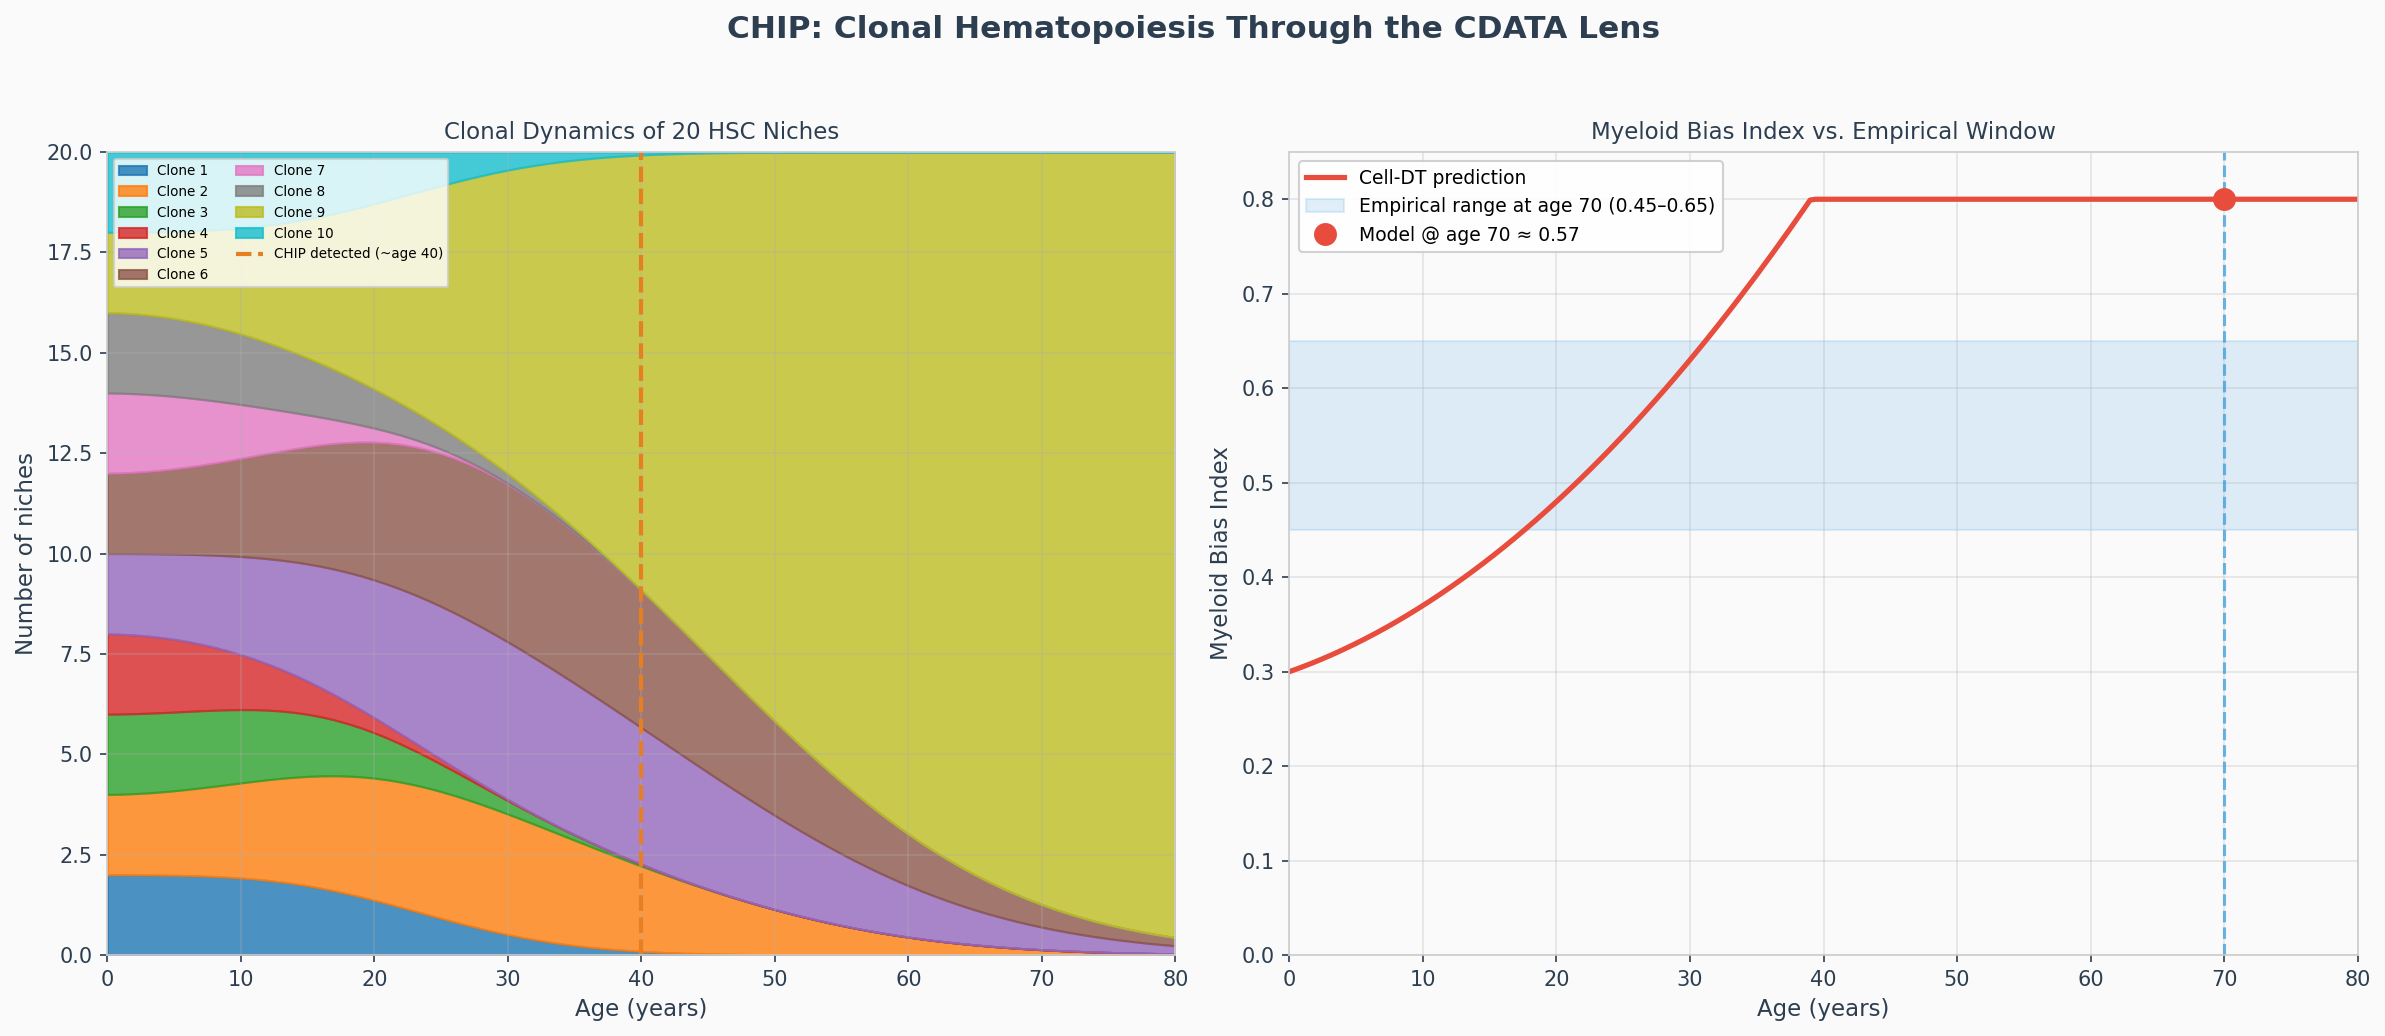 CHIP: Clonal Hematopoiesis Through the CDATA Lens
Clonal Dynamics of 20 HSC Niches
Number of niches
20.0
17.5
15.0
12.5
10.0
7.5
5.0
2.5
0.0
Clone 1
Clone 2
Clone 3
Clone 4
Clone 5
Clone 6
Clone 7
Clone 8
Clone 9
Clone 10
CHIP detected (~age 40)
0 10 20 30 40 50 60 70 80
Age (years)
Myeloid Bias Index vs. Empirical Window
Myeloid Bias Index
0.8
0.7
0.6
0.5
0.4
0.3
0.2
0.1
0.0
Cell-DT prediction
Empirical range at age 70 (0.45–0.65)
Model @ age 70 ≈ 0.57
0 10 20 30 40 50 60 70 80
Age (years)